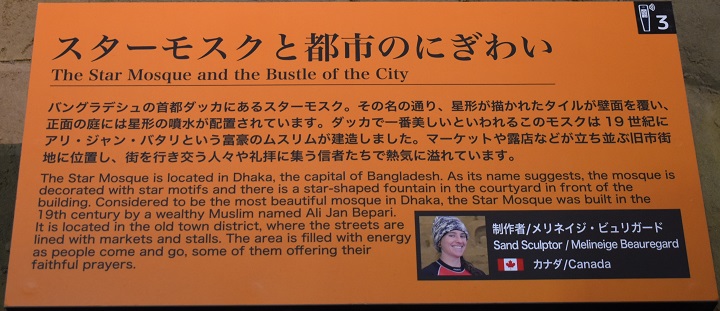 3
スターモスクと都市のにぎわい
The Star Mosque and the Bustle of the City
バングラデシュの首都ダッカにあるスターモスク。その名の通り、星形が描かれたタイルが壁面を覆い、
正面の庭には星形の噴水が配置されています。ダッカで一番美しいといわれるこのモスクは 19 世紀に
アリ・ジャン・バタリという富豪のムスリムが建造しました。マーケットや露店などが立ち並ぶ旧市街
地に位置し、街を行き交う人々や礼拝に集う信者たちで熱気に溢れています。
The Star Mosque is located in Dhaka, the capital of Bangladesh. As its name suggests, the mosque is
decorated with star motifs and there is a star-shaped fountain in the courtyard in front of the
building. Considered to be the most beautiful mosque in Dhaka, the Star Mosque was built in the
19th century by a wealthy Muslim named Ali Jan Bepari.
It is located in the old town district, where the streets are
lined with markets and stalls. The area is filled with energy
as people come and go, some of them offering their
faithful prayers.
制作者/メリネイジ・ビュリガード
Sand Sculptor / Melineige Beauregard
カナダ/Canada